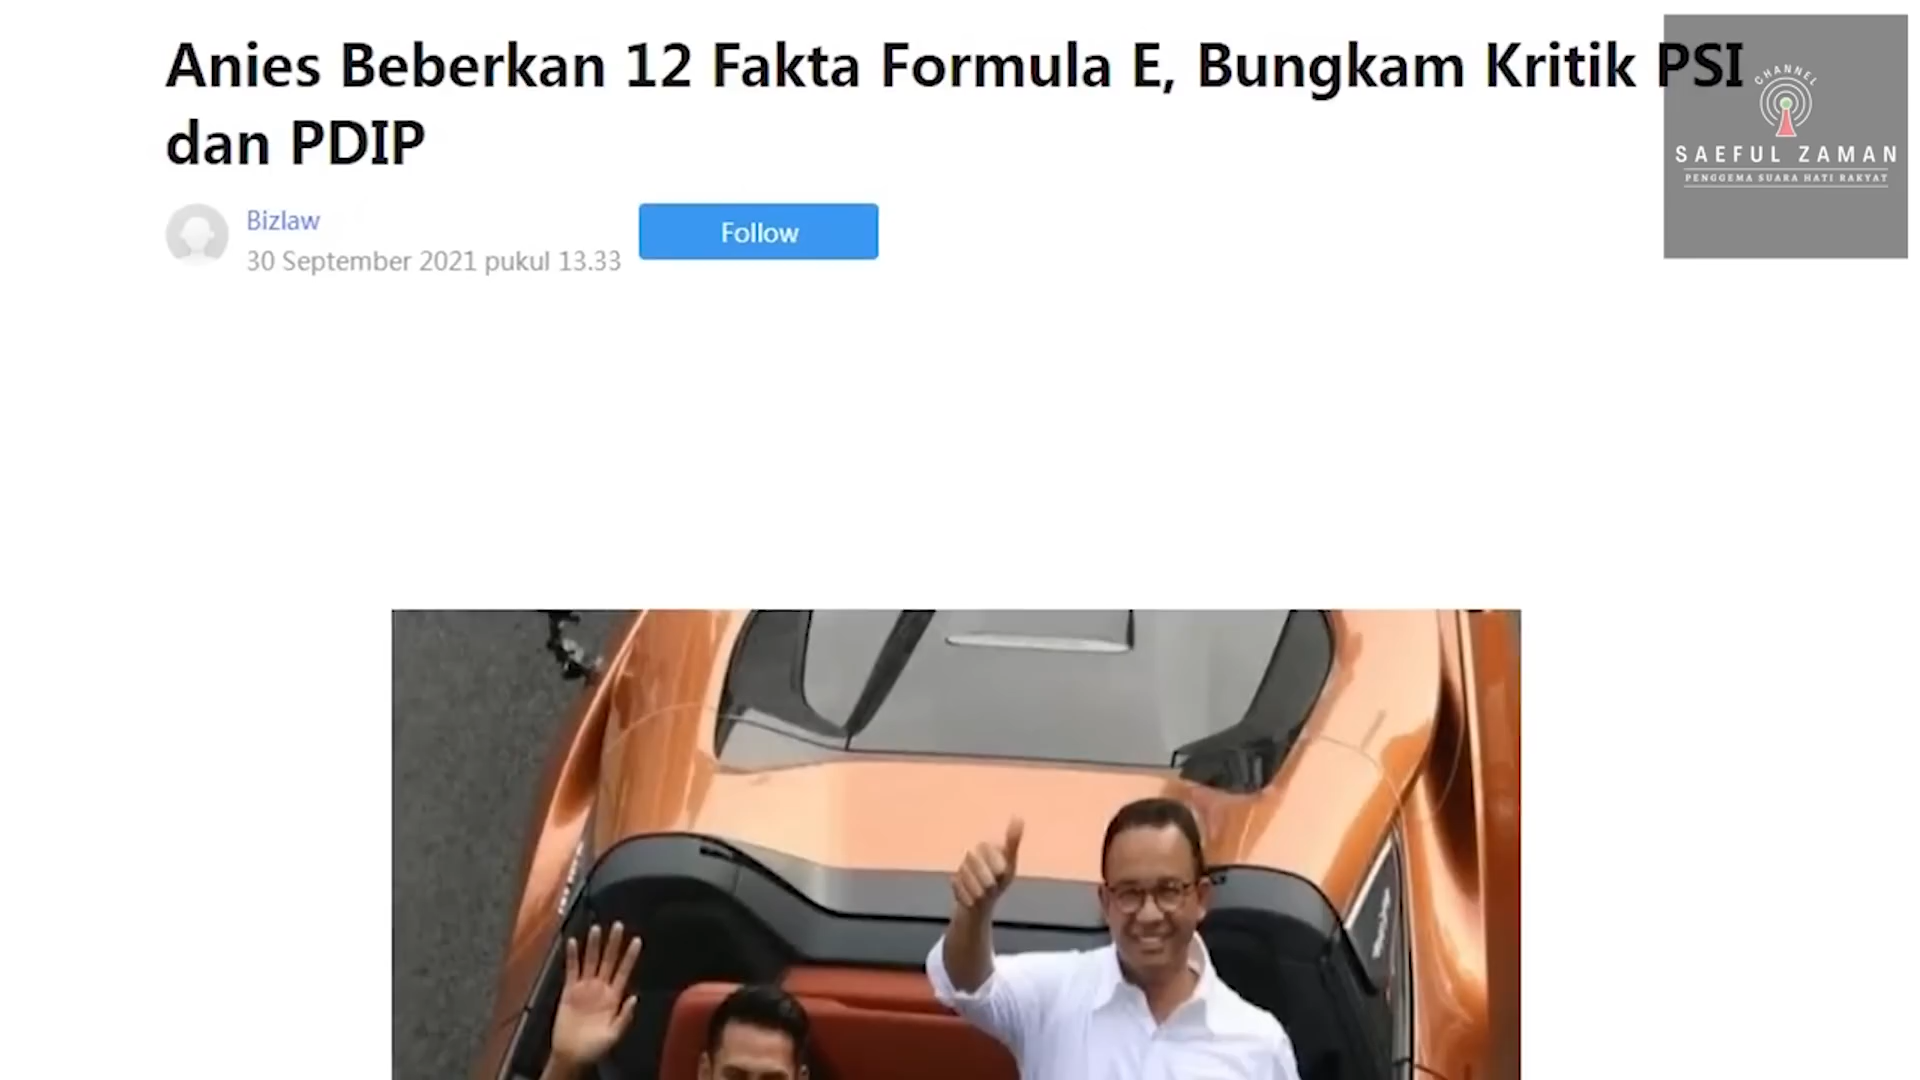 Anies Beberkan 12 Fakta Formula E, Bungkam Kritik PSI
dan PDIP
CHANNEL
SAEFUL ZAMAN
PENGGEMA SUARA HATI RAKYAT
Bizlaw
30 September 2021 pukul 13.33
Follow